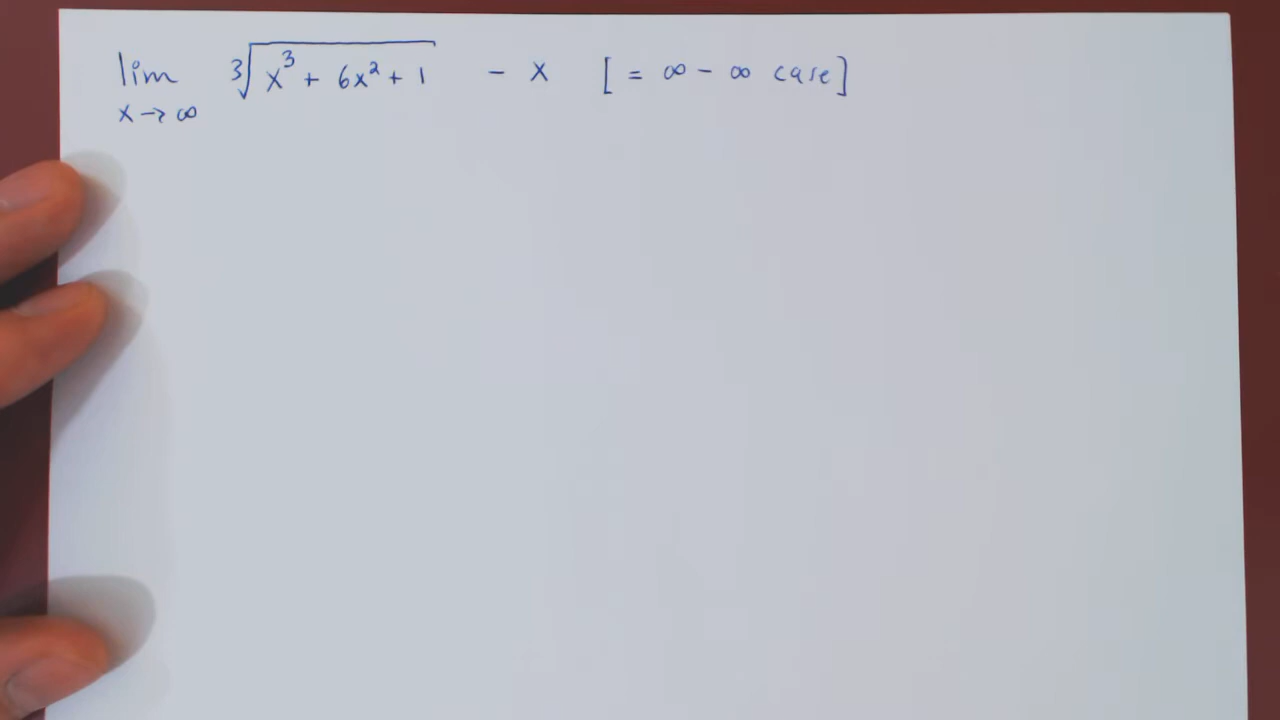 lim ∛(x³ + 6x² + 1) - x [ = ∞ - ∞ case ]
x → ∞